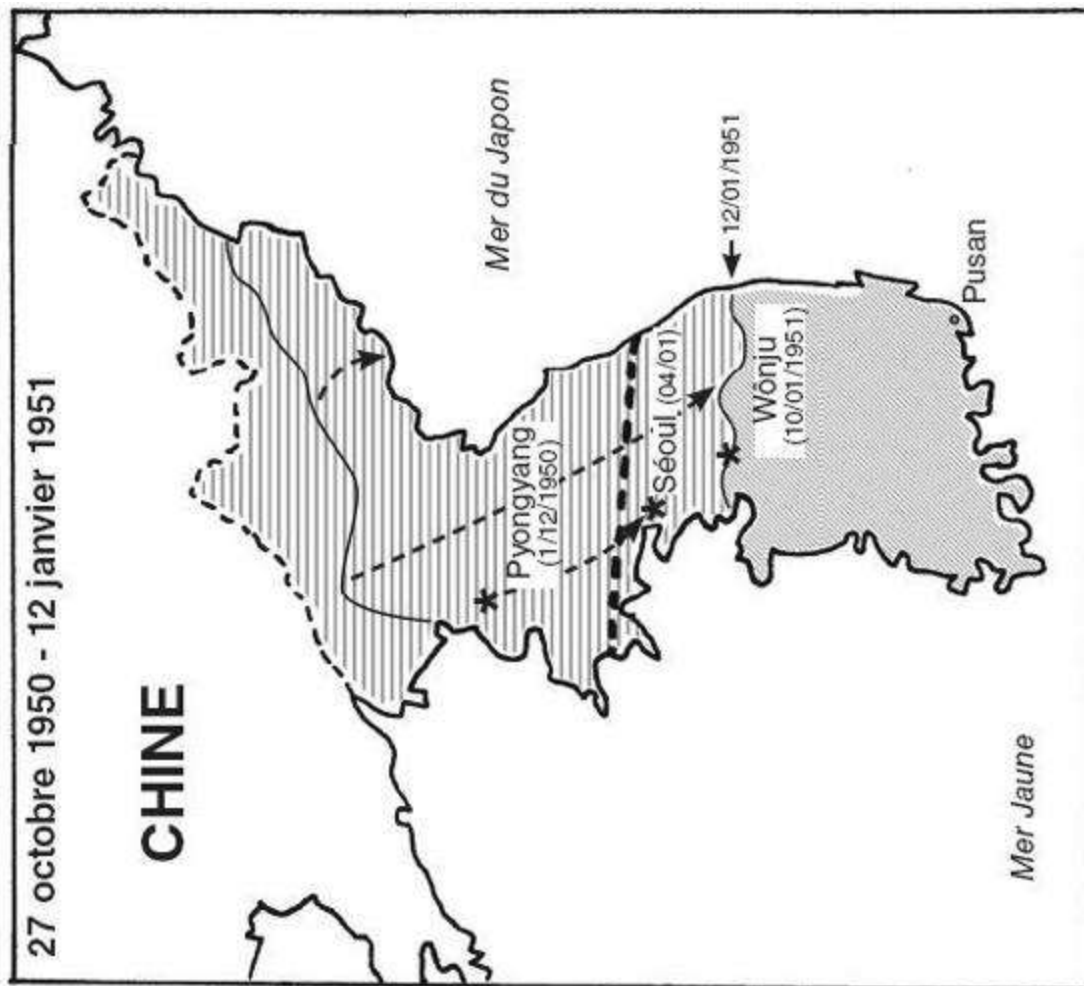 27 octobre 1950 - 12 janvier 1951
CHINE
Mer du Japon
Pyongyang
(1/12/1950)
Séoul (04/01)
12/01/1951
Wônju
(10/01/1951)
Pusan
Mer Jaune